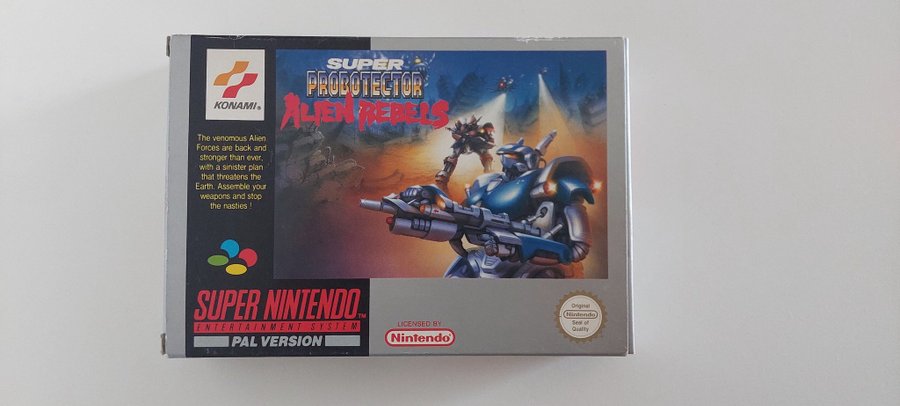 KONAMI®
SUPER
PROBOTECTOR
ALIEN REBELS
The venomous Alien
Forces are back and
stronger than ever,
with a sinister plan
that threatens the
Earth. Assemble your
weapons and stop
the nasties !
SUPER NINTENDO™
ENTERTAINMENT SYSTEM
PAL VERSION
LICENSED BY
Nintendo
Original
Nintendo
Seal of
Quality